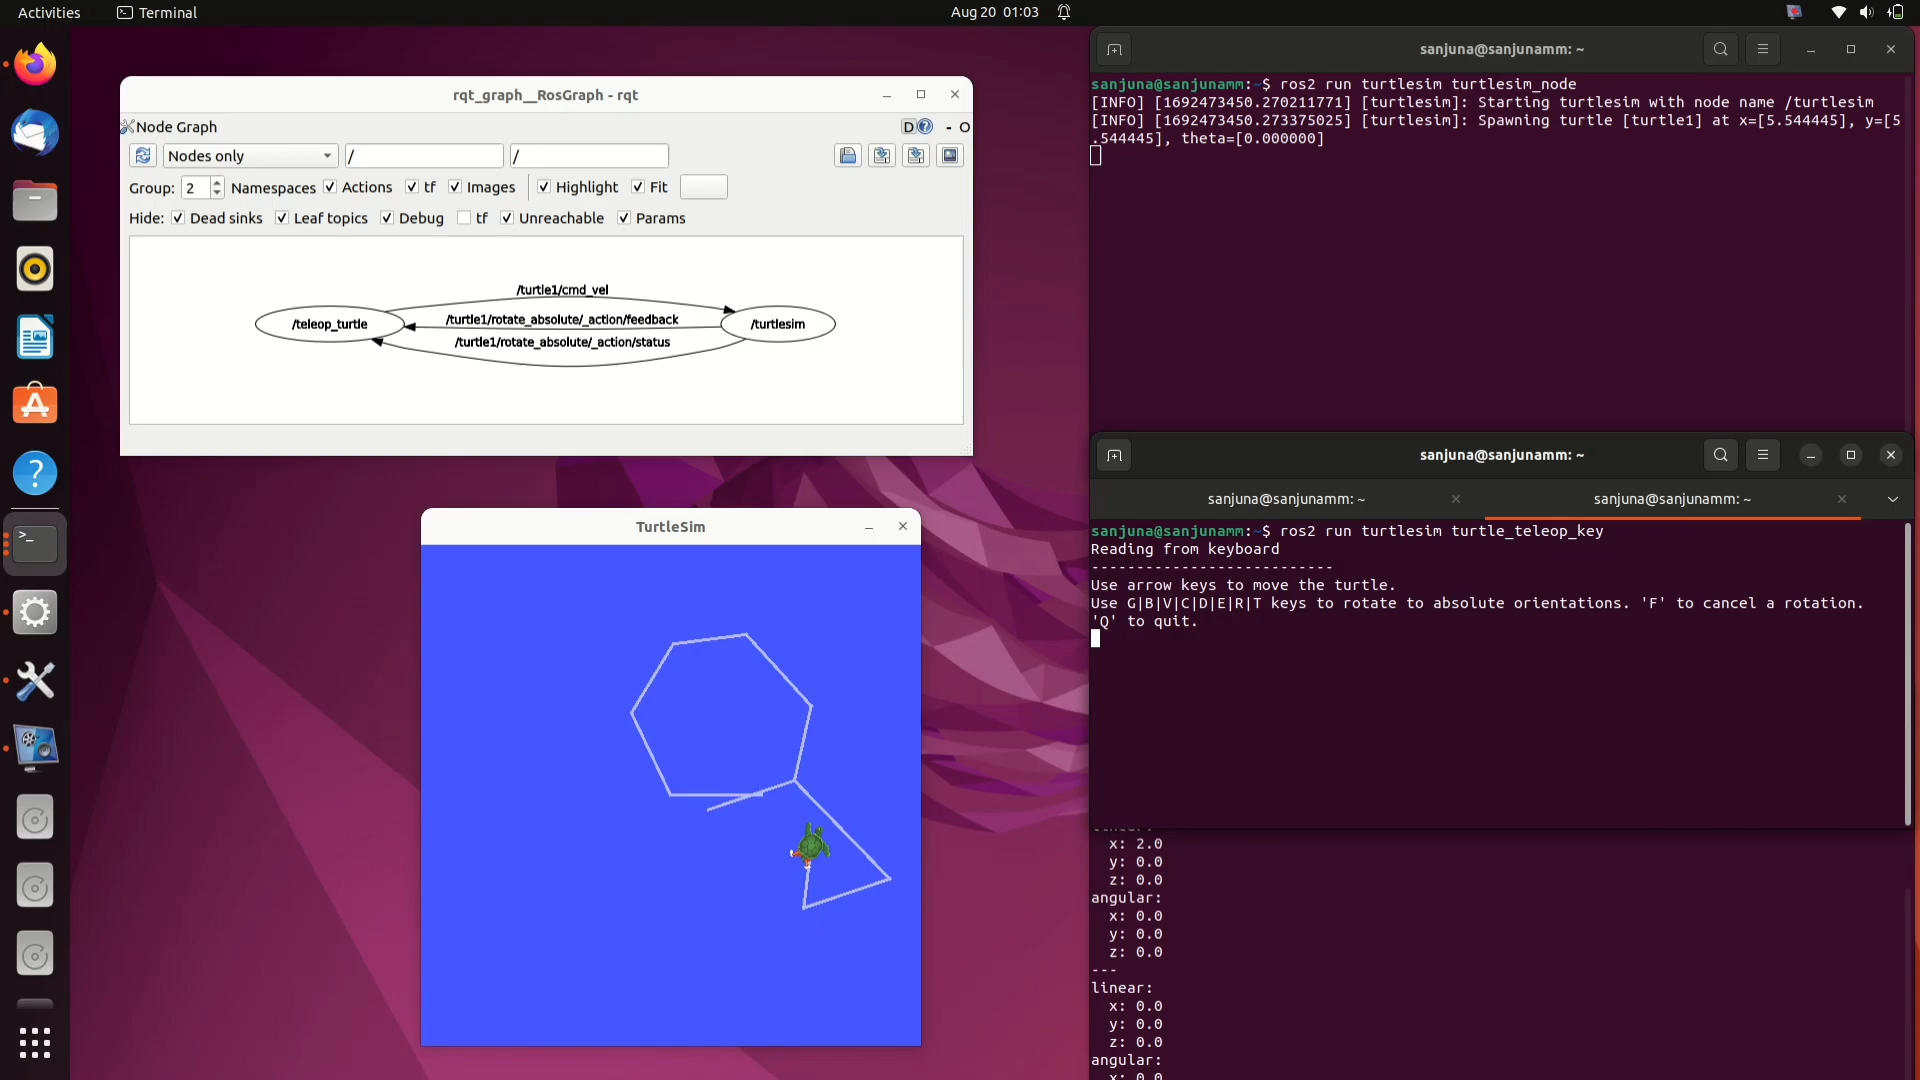 Activities
Terminal
Aug 20 01:03
rqt_graph__RosGraph - rqt
Node Graph
D
- O
Nodes only
/
/
Group: 2 Namespaces Actions tf Images Highlight Fit
Hide: Dead sinks Leaf topics Debug tf Unreachable Params
/turtle1/cmd_vel
/teleop_turtle
/turtle1/rotate_absolute/_action/feedback
/turtlesim
/turtle1/rotate_absolute/_action/status
TurtleSim
sanjuna@sanjunamm: ~
sanjuna@sanjunamm:~$ ros2 run turtlesim turtlesim_node
[INFO] [1692473450.270211771] [turtlesim]: Starting turtlesim with node name /turtlesim
[INFO] [1692473450.273375025] [turtlesim]: Spawning turtle [turtle1] at x=[5.544445], y=[5
.544445], theta=[0.000000]
sanjuna@sanjunamm: ~
sanjuna@sanjunamm: ~
sanjuna@sanjunamm: ~
sanjuna@sanjunamm:~$ ros2 run turtlesim turtle_teleop_key
Reading from keyboard
---------------------------
Use arrow keys to move the turtle.
Use G|B|V|C|D|E|R|T keys to rotate to absolute orientations. 'F' to cancel a rotation.
'Q' to quit.
x: 2.0
y: 0.0
z: 0.0
angular:
x: 0.0
y: 0.0
z: 0.0
---
linear:
x: 0.0
y: 0.0
z: 0.0
angular: